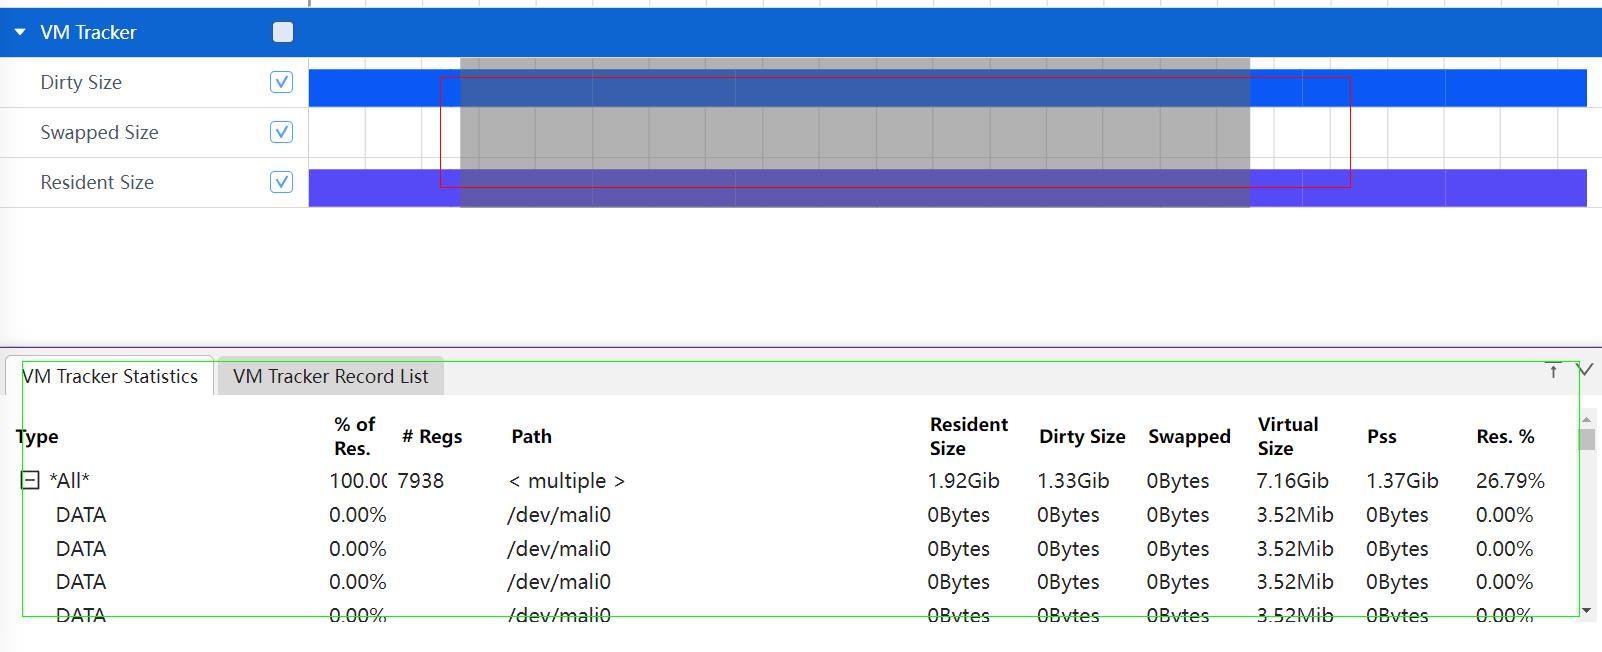 VM Tracker
Dirty Size
Swapped Size
Resident Size
VM Tracker Statistics VM Tracker Record List
Type % of Res. # Regs Path Resident Size Dirty Size Swapped Virtual Size Pss Res. %
*All* 100.00 7938 < multiple > 1.92Gib 1.33Gib 0Bytes 7.16Gib 1.37Gib 26.79%
DATA 0.00% /dev/mali0 0Bytes 0Bytes 0Bytes 3.52Mib 0Bytes 0.00%
DATA 0.00% /dev/mali0 0Bytes 0Bytes 0Bytes 3.52Mib 0Bytes 0.00%
DATA 0.00% /dev/mali0 0Bytes 0Bytes 0Bytes 3.52Mib 0Bytes 0.00%
DATA 0.00% /dev/mali0 0Bytes 0Bytes 0Bytes 3.52Mib 0Bytes 0.00%